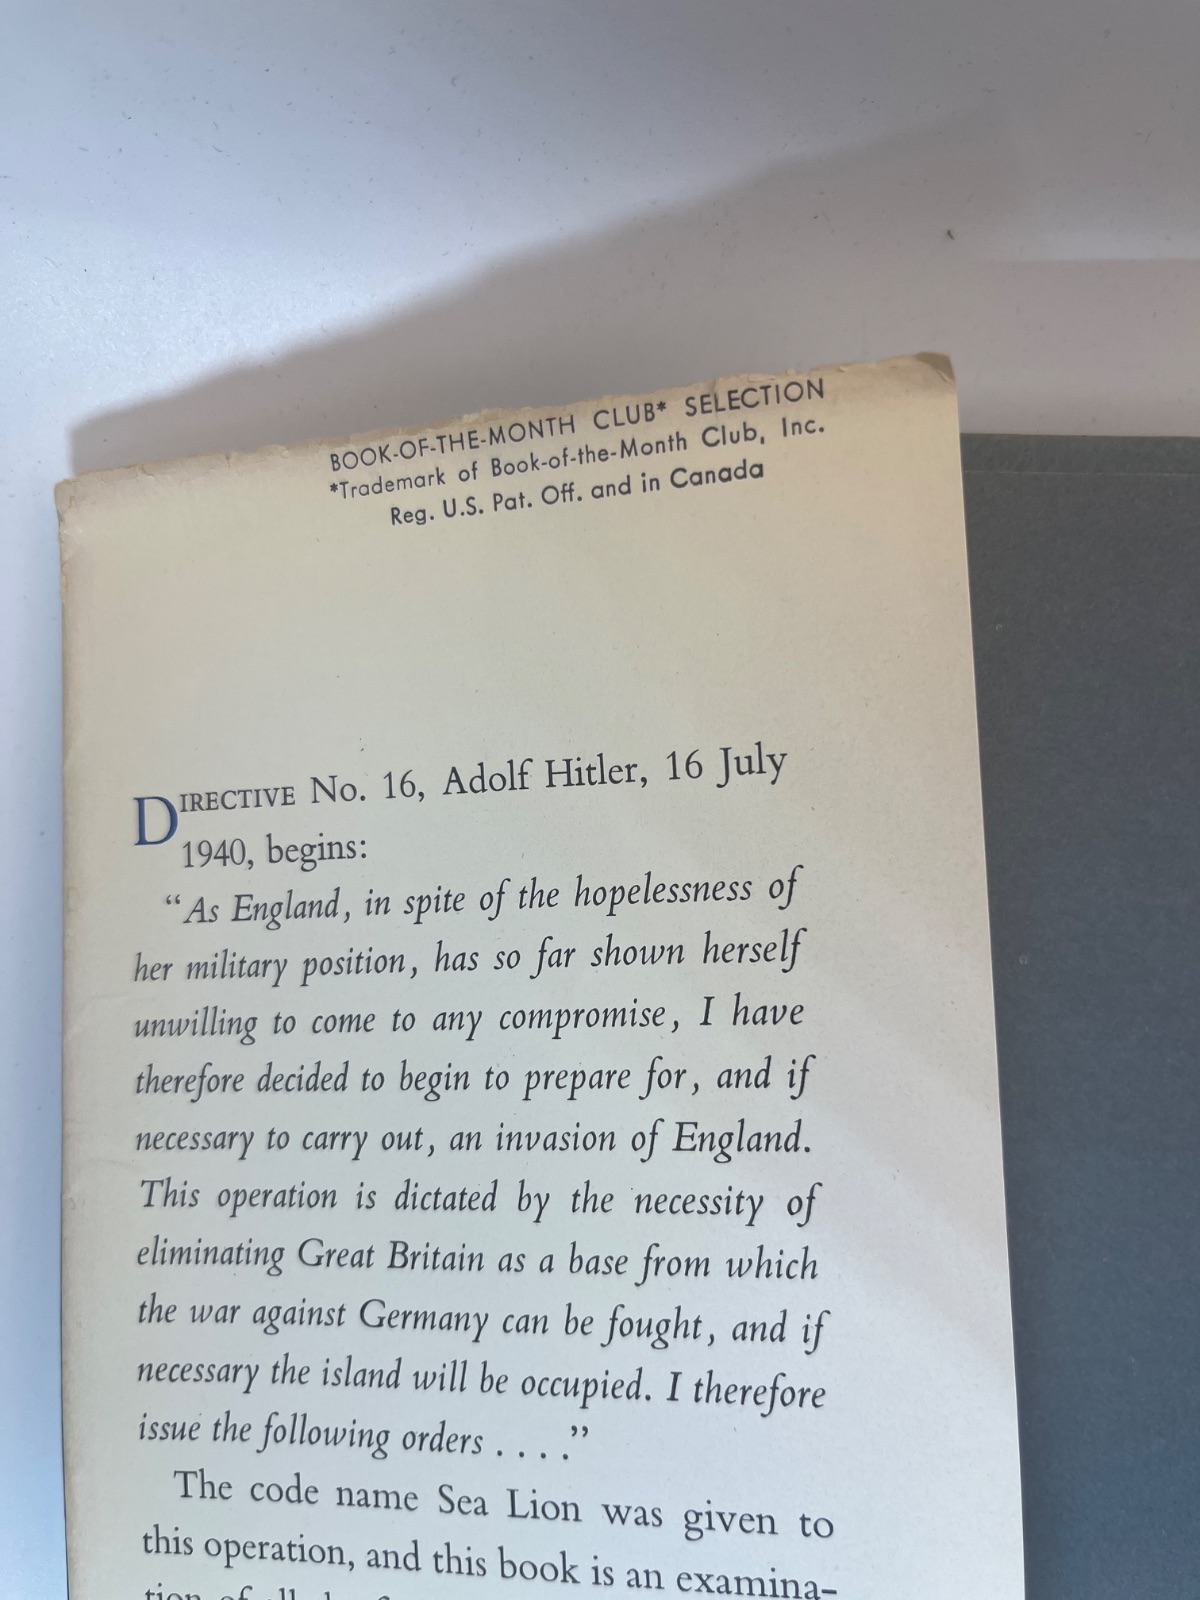 BOOK-OF-THE-MONTH CLUB* SELECTION
*Trademark of Book-of-the-Month Club, Inc.
Reg. U.S. Pat. Off. and in Canada
DIRECTIVE No. 16, Adolf Hitler, 16 July
1940, begins:
“As England, in spite of the hopelessness of
her military position, has so far shown herself
unwilling to come to any compromise, I have
therefore decided to begin to prepare for, and if
necessary to carry out, an invasion of England.
This operation is dictated by the necessity of
eliminating Great Britain as a base from which
the war against Germany can be fought, and if
necessary the island will be occupied. I therefore
issue the following orders . . . .”
The code name Sea Lion was given to
this operation, and this book is an examina-
tion of